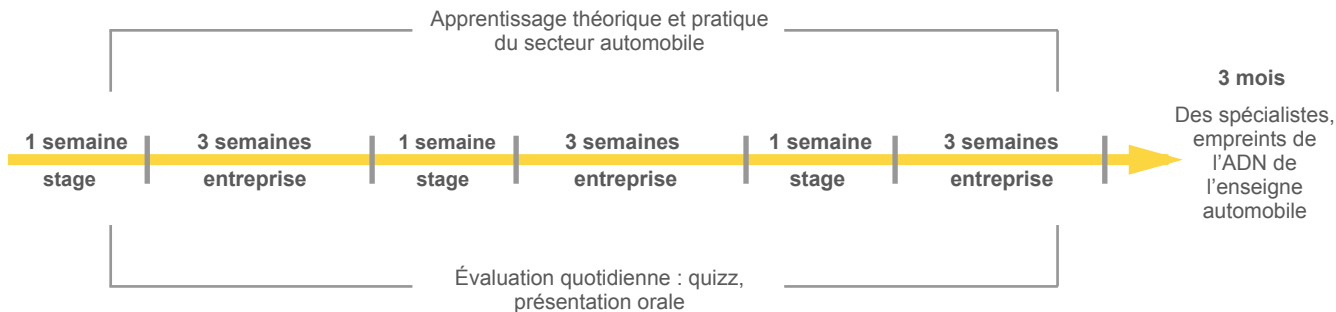 Apprentissage théorique et pratique
du secteur automobile
3 mois
Des spécialistes,
empreints de
l’ADN de
l’enseigne
automobile
1 semaine
3 semaines
1 semaine
3 semaines
1 semaine
3 semaines
stage
entreprise
stage
entreprise
stage
entreprise
Évaluation quotidienne : quizz,
présentation orale